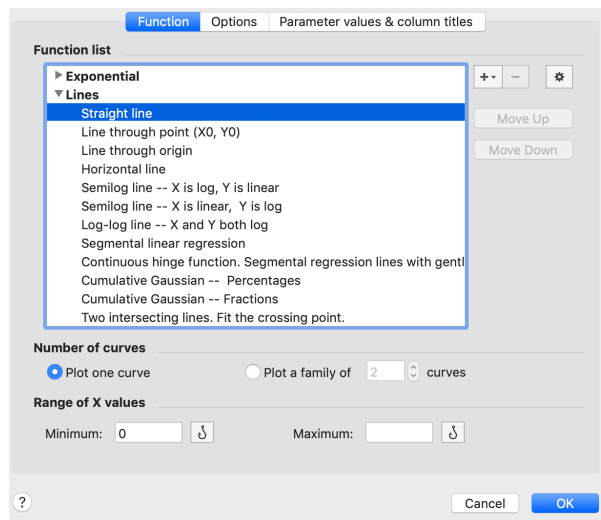 Function Options Parameter values & column titles
Function list
Exponential
Lines
Straight line
Line through point (X0, Y0)
Line through origin
Horizontal line
Semilog line -- X is log, Y is linear
Semilog line -- X is linear,  Y is log
Log-log line -- X and Y both log
Segmental linear regression
Continuous hinge function. Segmental regression lines with gentl
Cumulative Gaussian --  Percentages
Cumulative Gaussian -- Fractions
Two intersecting lines. Fit the crossing point.
+ −
Move Up
Move Down
Number of curves
Plot one curve Plot a family of 2 curves
Range of X values
Minimum: 0 Maximum:
? Cancel OK